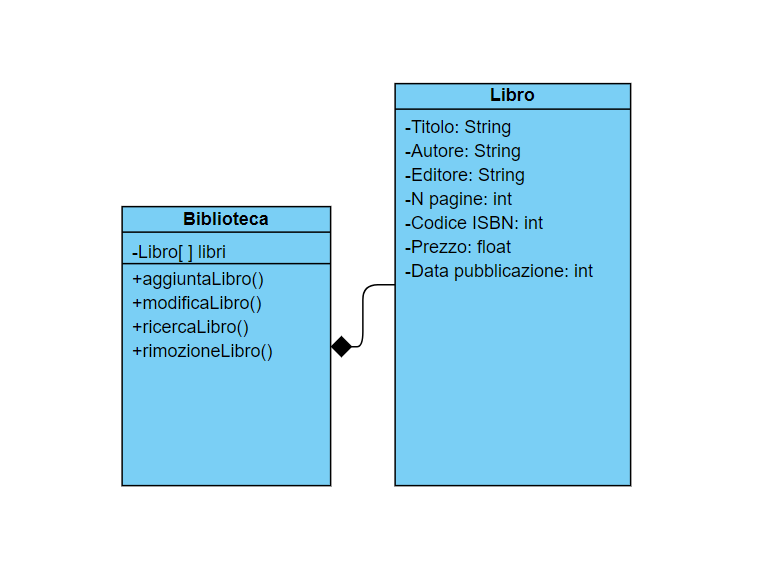 Biblioteca
-Libro[ ] libri
+aggiuntaLibro()
+modificaLibro()
+ricercaLibro()
+rimozioneLibro()
Libro
-Titolo: String
-Autore: String
-Editore: String
-N pagine: int
-Codice ISBN: int
-Prezzo: float
-Data pubblicazione: int